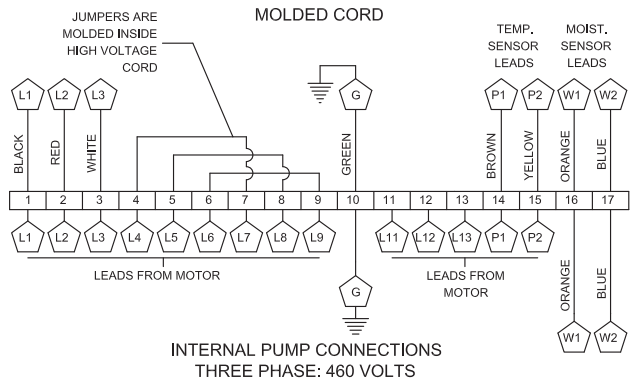 MOLDED CORD
JUMPERS ARE
MOLDED INSIDE
HIGH VOLTAGE
CORD
TEMP.
SENSOR
LEADS
MOIST.
SENSOR
LEADS
L1 L2 L3 G P1 P2 W1 W2
BLACK RED WHITE GREEN BROWN YELLOW ORANGE BLUE
1 2 3 4 5 6 7 8 9 10 11 12 13 14 15 16 17
L1 L2 L3 L4 L5 L6 L7 L8 L9 L11 L12 L13 P1 P2
LEADS FROM MOTOR
LEADS FROM
MOTOR
G
ORANGE BLUE
W1 W2
INTERNAL PUMP CONNECTIONS
THREE PHASE: 460 VOLTS